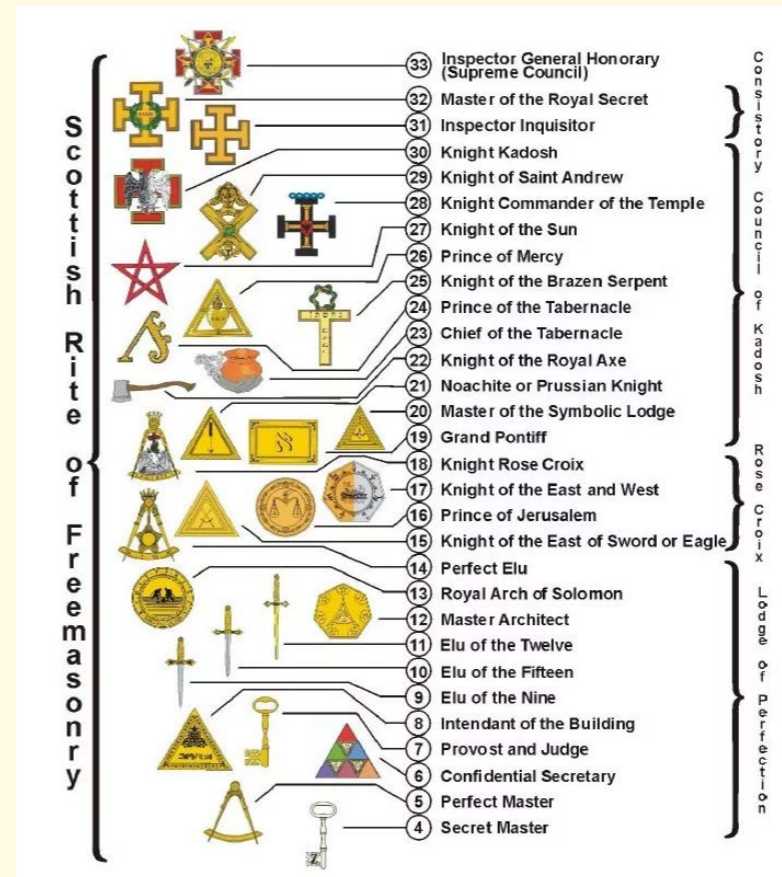 Scottish Rite of Freemasonry
33 Inspector General Honorary
(Supreme Council)
32 Master of the Royal Secret
31 Inspector Inquisitor
30 Knight Kadosh
29 Knight of Saint Andrew
28 Knight Commander of the Temple
27 Knight of the Sun
26 Prince of Mercy
25 Knight of the Brazen Serpent
24 Prince of the Tabernacle
23 Chief of the Tabernacle
22 Knight of the Royal Axe
21 Noachite or Prussian Knight
20 Master of the Symbolic Lodge
19 Grand Pontiff
18 Knight Rose Croix
17 Knight of the East and West
16 Prince of Jerusalem
15 Knight of the East of Sword or Eagle
14 Perfect Elu
13 Royal Arch of Solomon
12 Master Architect
11 Elu of the Twelve
10 Elu of the Fifteen
9 Elu of the Nine
8 Intendant of the Building
7 Provost and Judge
6 Confidential Secretary
5 Perfect Master
4 Secret Master
Z
Consistory
Council of Kadosh
Rose Croix
Lodge of Perfection